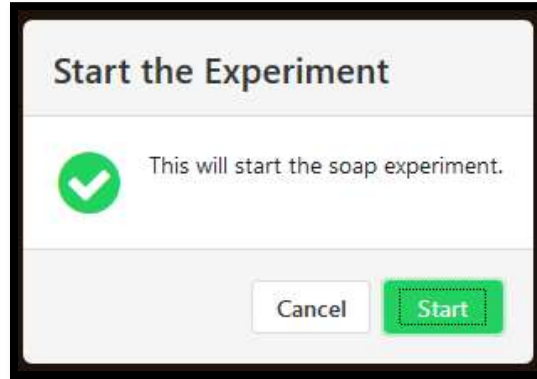 Start the Experiment
This will start the soap experiment.
Cancel Start